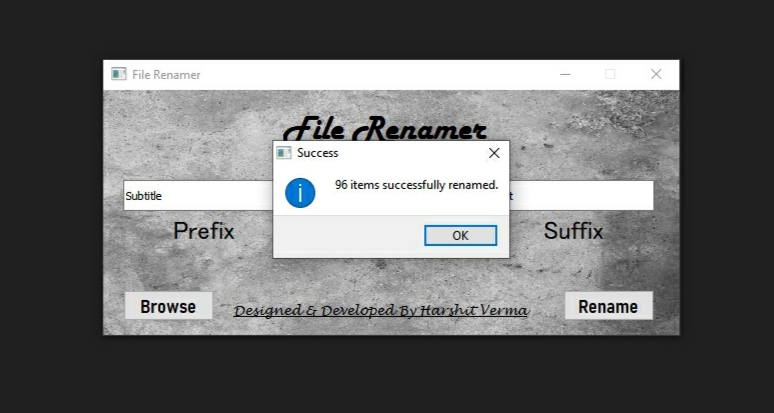 File Renamer
File Renamer
Success
96 items successfully renamed.
OK
Subtitle
Prefix
Suffix
Browse
Designed & Developed By Harshit Verma
Rename